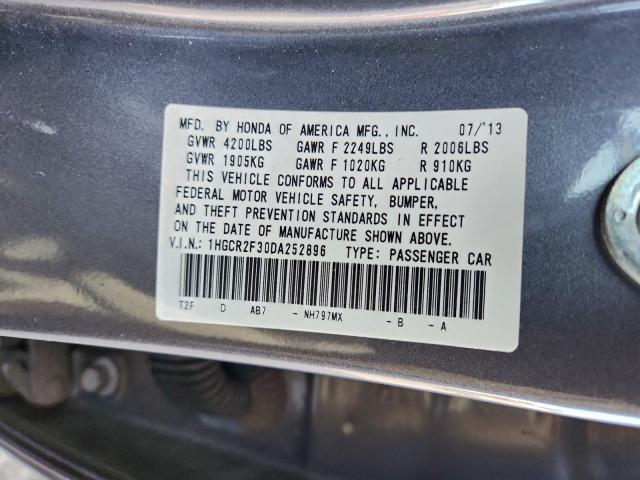 MFD. BY HONDA OF AMERICA MFG., INC. 07/'13
GVWR 4200LBS GAWR F 2249LBS R 2006LBS
GVWR 1905KG GAWR F 1020KG R 910KG
THIS VEHICLE CONFORMS TO ALL APPLICABLE
FEDERAL MOTOR VEHICLE SAFETY, BUMPER,
AND THEFT PREVENTION STANDARDS IN EFFECT
ON THE DATE OF MANUFACTURE SHOWN ABOVE.
V.I.N.: 1HGCR2F30DA252896 TYPE: PASSENGER CAR
T2F D AB7 - NH797MX - B - A